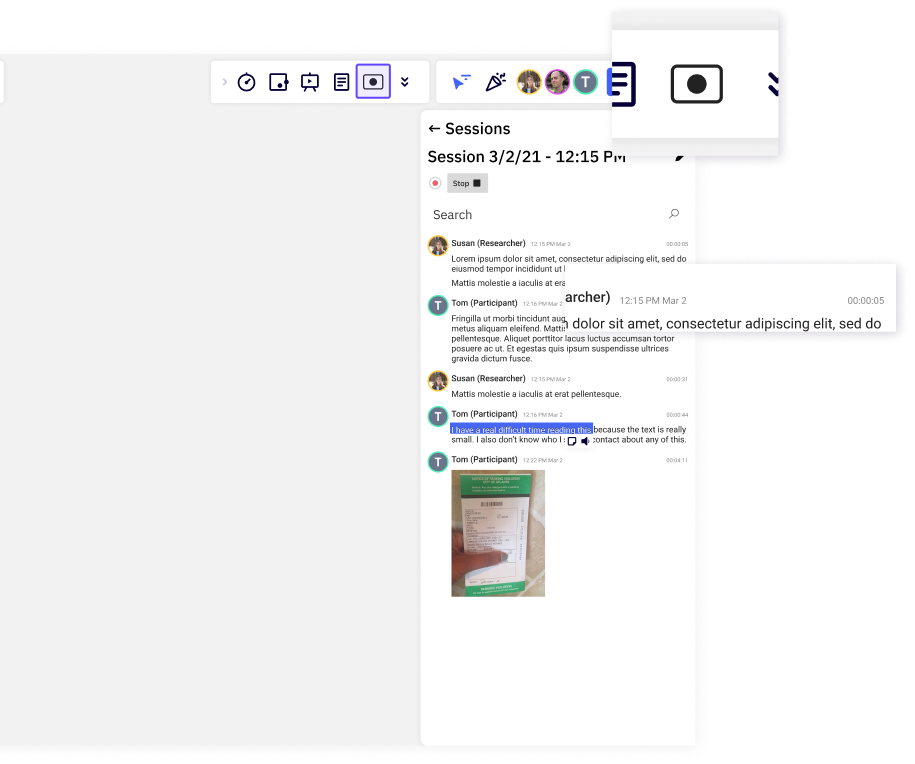 ← Sessions
Session 3/2/21 - 12:15 PM
Stop
Search
Susan (Researcher) 12:15 PM Mar 3 00:00:05
Lorem ipsum dolor sit amet, consectetur adipiscing elit, sed do
eiusmod tempor incididunt ut l
Mattis molestie a iaculis at era
archer) 12:15 PM Mar 2 00:00:05
dolor sit amet, consectetur adipiscing elit, sed do
T Tom (Participant) 12:16 PM Mar 2
Fringilla ut morbi tincidunt aug
metus aliquam eleifend. Mattis
pellentesque. Aliquet porttitor lacus luctus accumsan tortor
posuere ac ut. Et egestas quis ipsum suspendisse ultrices
gravida dictum fusce.
Susan (Researcher) 12:15 PM Mar 2 00:00:31
Mattis molestie a iaculis at erat pellentesque.
T Tom (Participant) 12:16 PM Mar 2 00:00:44
I have a real difficult time reading this because the text is really
small. I also don't know who I contact about any of this.
T Tom (Participant) 12:22 PM Mar 2 00:04:11
NOTICE OF PARKING VIOLATION
T